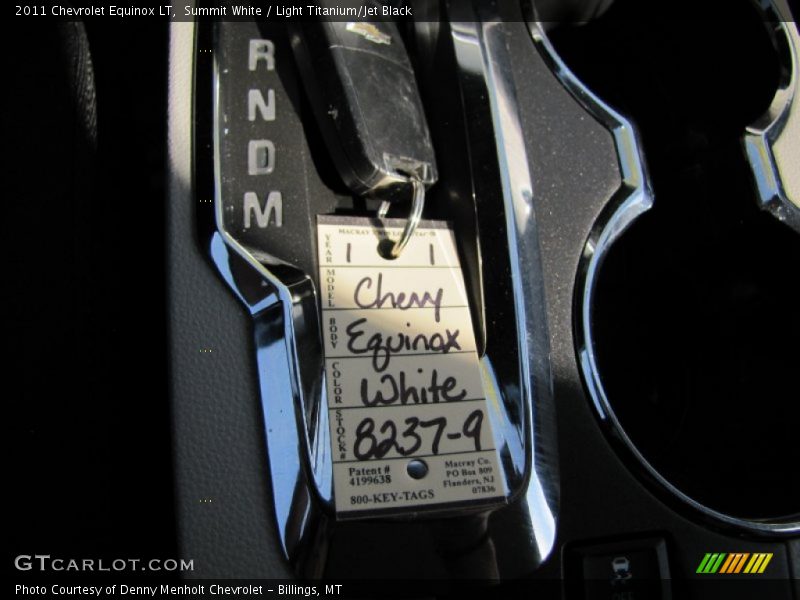 2011 Chevrolet Equinox LT,  Summit White / Light Titanium/Jet Black
R
N
D
M
YEAR 1 1
MODEL Chevy
BODY Equinox
COLOR White
STOCK# 8237-9
Patent #
4199638
800-KEY-TAGS
Macray Co.
PO Box 809
Flanders, NJ
07836
GTCARLOT.COM
Photo Courtesy of Denny Menholt Chevrolet – Billings, MT